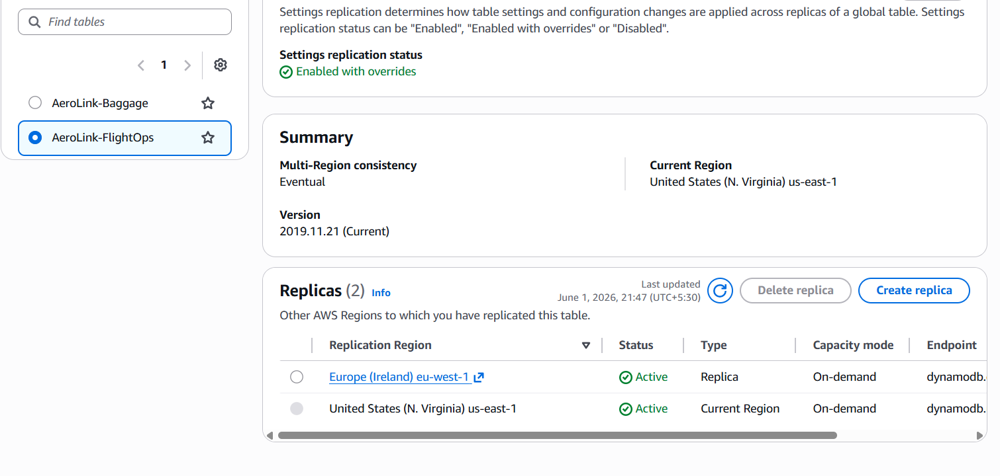 Find tables
1
AeroLink-Baggage
AeroLink-FlightOps
Settings replication determines how table settings and configuration changes are applied across replicas of a global table. Settings
replication status can be "Enabled", "Enabled with overrides" or "Disabled".
Settings replication status
Enabled with overrides
Summary
Multi-Region consistency
Eventual
Current Region
United States (N. Virginia) us-east-1
Version
2019.11.21 (Current)
Replicas (2) Info
Last updated
June 1, 2026, 21:47 (UTC+5:30)
Delete replica
Create replica
Other AWS Regions to which you have replicated this table.
Replication Region Status Type Capacity mode Endpoint
Europe (Ireland) eu-west-1 Active Replica On-demand dynamodb.
United States (N. Virginia) us-east-1 Active Current Region On-demand dynamodb.